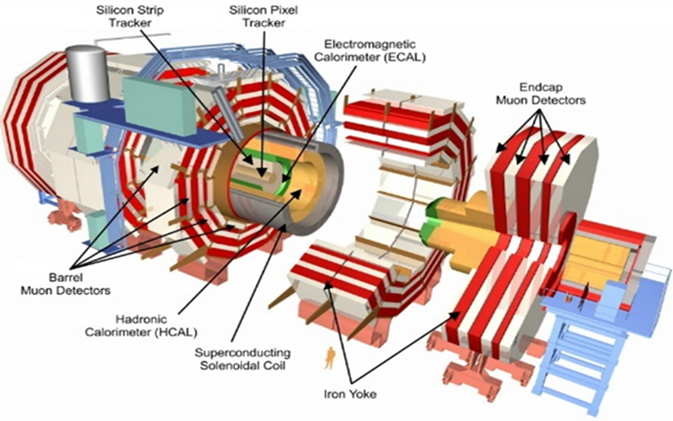 Silicon Strip
Tracker
Silicon Pixel
Tracker
Electromagnetic
Calorimeter (ECAL)
Endcap
Muon Detectors
Barrel
Muon Detectors
Hadronic
Calorimeter (HCAL)
Superconducting
Solenoidal Coil
Iron Yoke